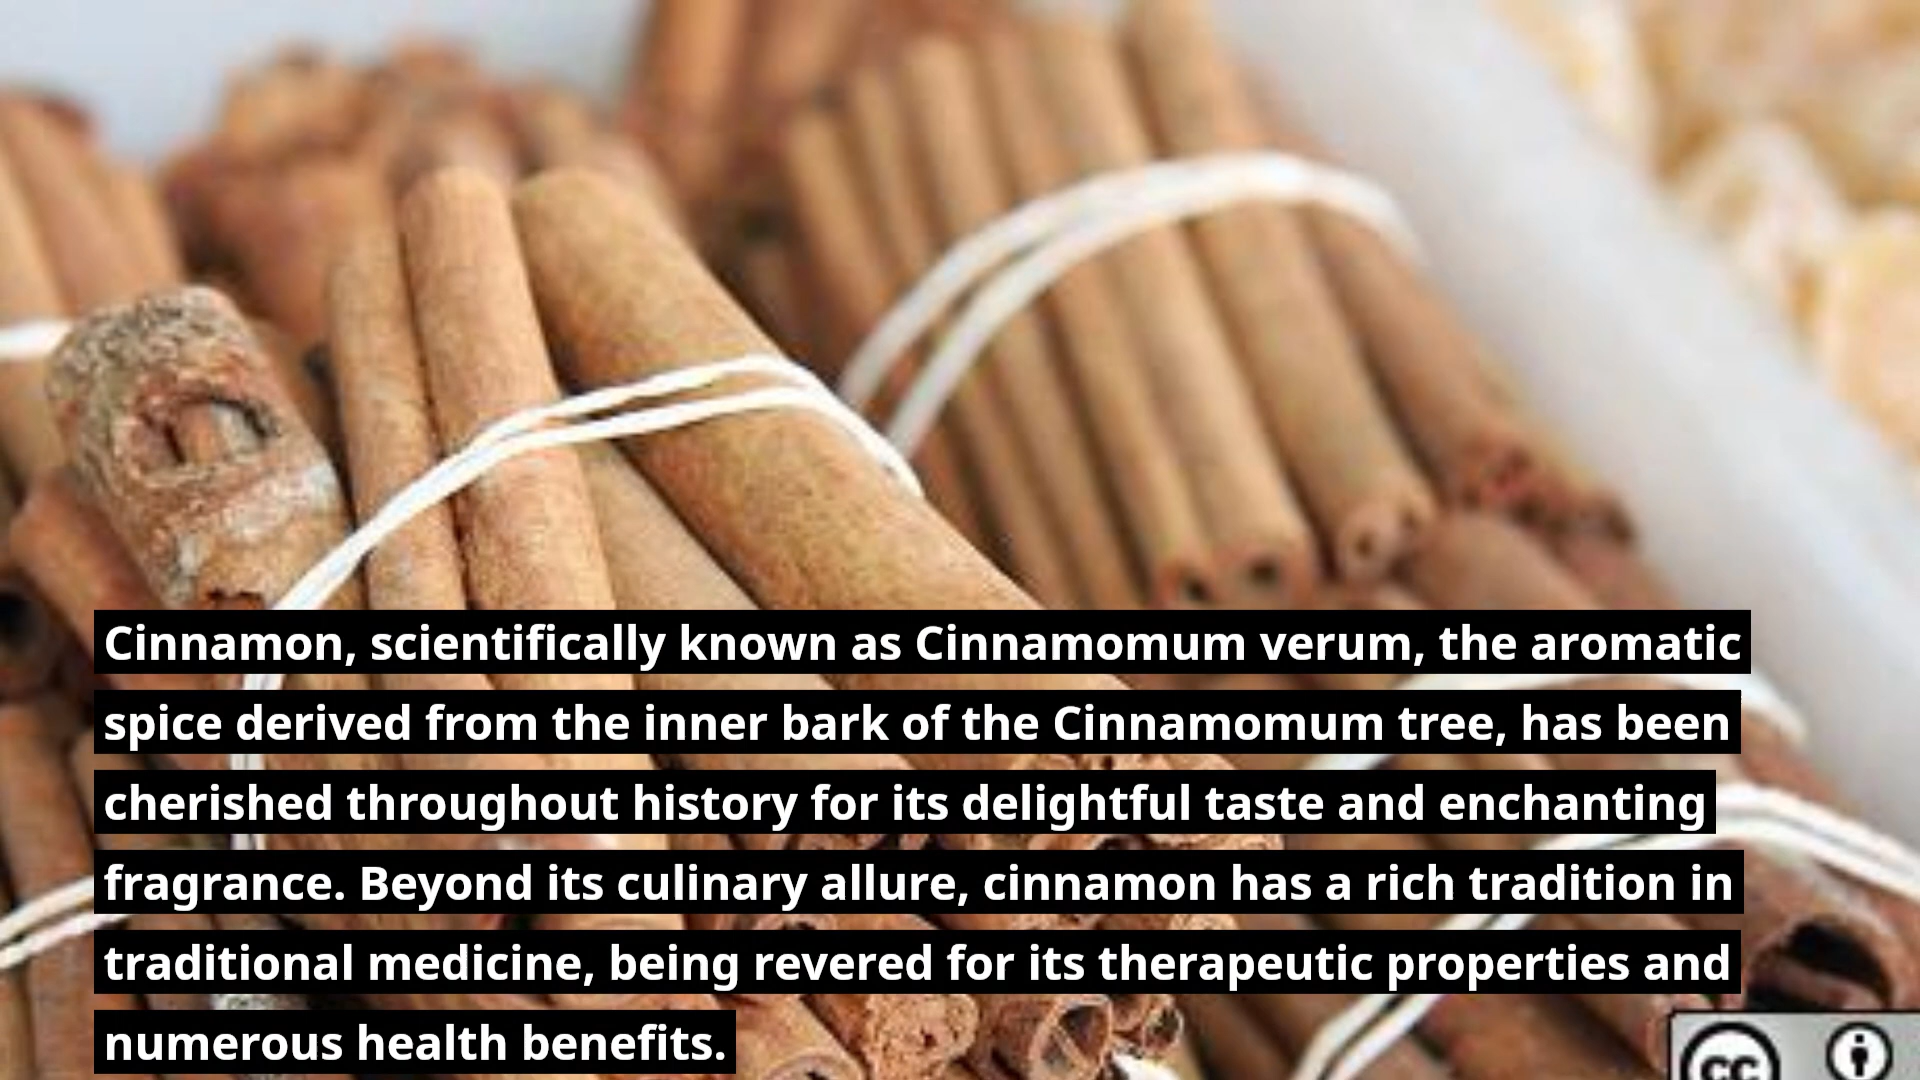 Cinnamon, scientifically known as Cinnamomum verum, the aromatic
spice derived from the inner bark of the Cinnamomum tree, has been
cherished throughout history for its delightful taste and enchanting
fragrance. Beyond its culinary allure, cinnamon has a rich tradition in
traditional medicine, being revered for its therapeutic properties and
numerous health benefits.
cc